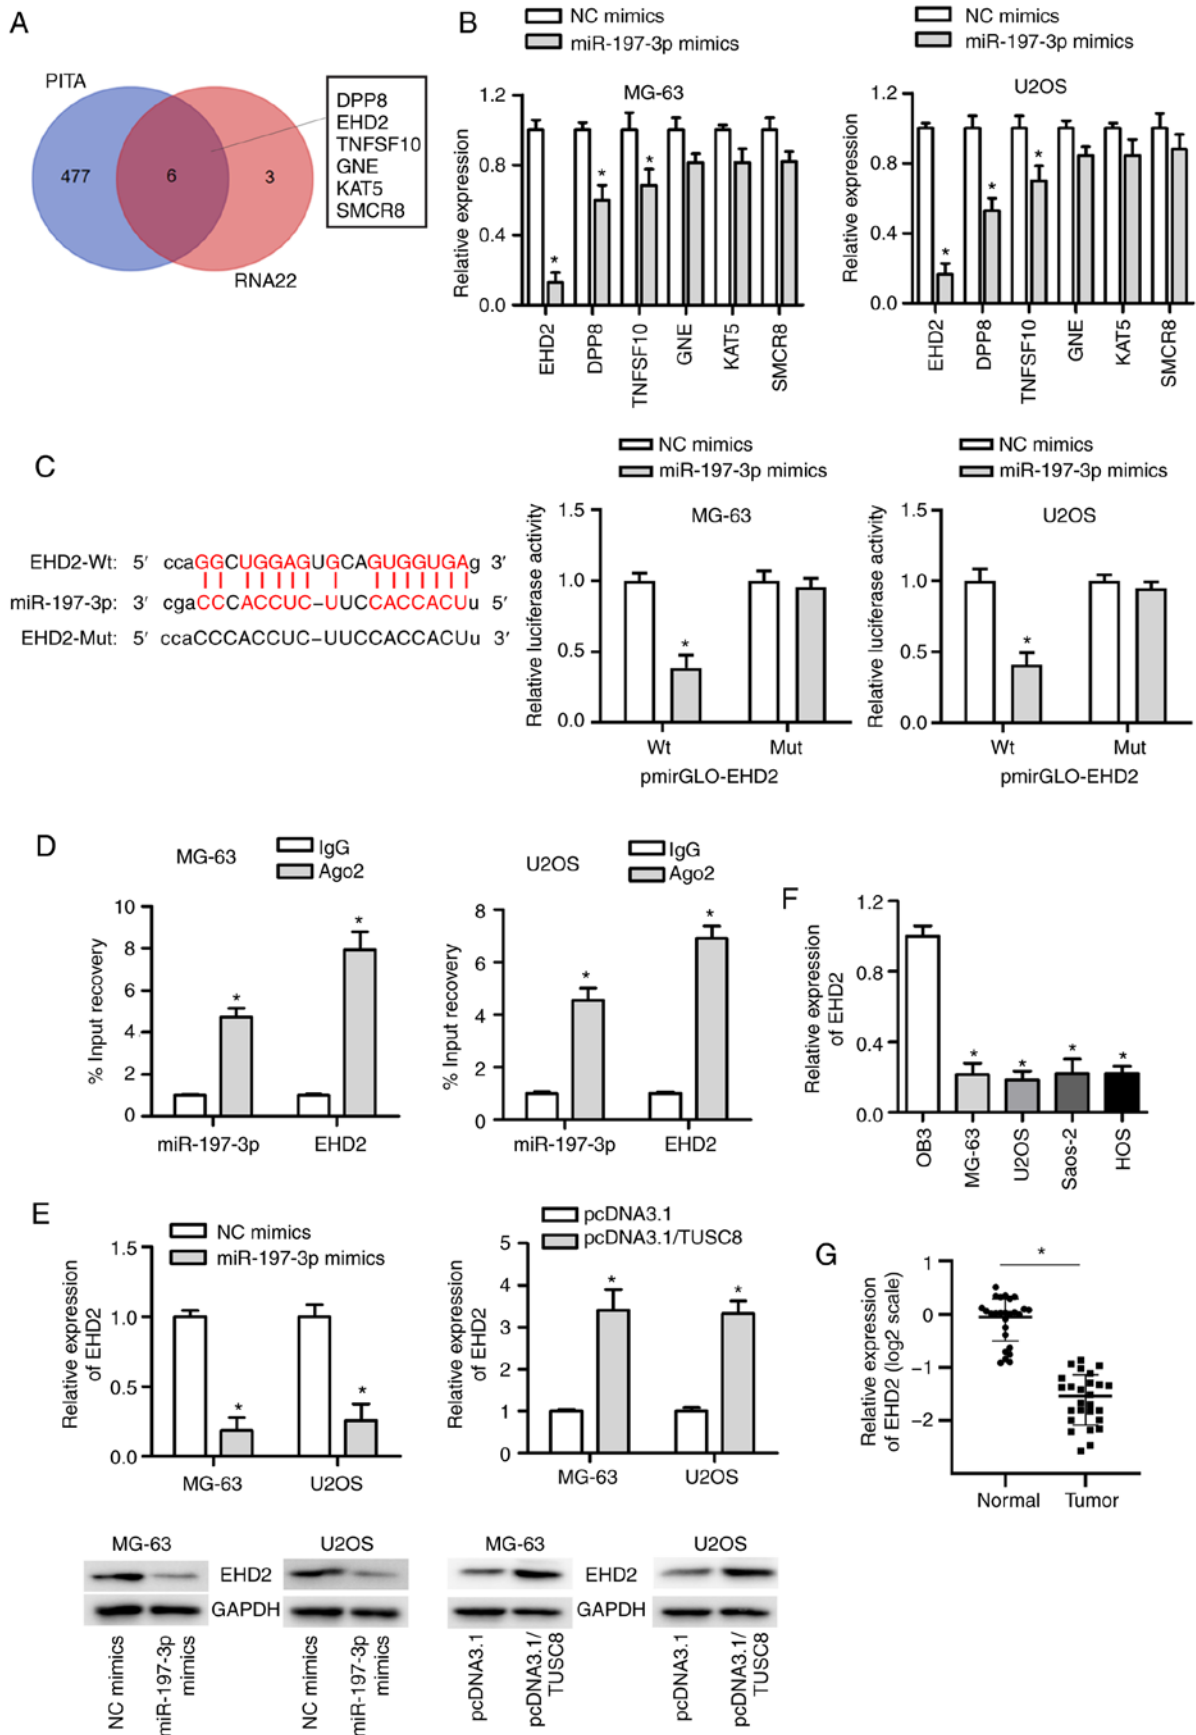 A
PITA
477
6
3
RNA22
DPP8
EHD2
TNFSF10
GNE
KAT5
SMCR8
B
NC mimics
miR-197-3p mimics
MG-63
Relative expression
1.2
0.8
0.4
0.0
EHD2
DPP8
TNFSF10
GNE
KAT5
SMCR8
* * *
NC mimics
miR-197-3p mimics
U2OS
Relative expression
1.2
0.8
0.4
0.0
EHD2
DPP8
TNFSF10
GNE
KAT5
SMCR8
* * *
C
EHD2-Wt: 5′ ccaGGCUGGAGUGCAGUGGUGAg 3′
miR-197-3p: 3′ cgaCCCACCUC–UUCCACCACUu 5′
EHD2-Mut: 5′ ccaCCCACCUC–UUCCACCACUu 3′
NC mimics
miR-197-3p mimics
MG-63
Relative luciferase activity
1.5
1.0
0.5
0.0
*
Wt Mut
pmirGLO-EHD2
NC mimics
miR-197-3p mimics
U2OS
Relative luciferase activity
1.5
1.0
0.5
0.0
*
Wt Mut
pmirGLO-EHD2
D
MG-63
IgG
Ago2
% Input recovery
10
8
6
4
2
0
* *
miR-197-3p EHD2
U2OS
IgG
Ago2
% Input recovery
8
6
4
2
0
* *
miR-197-3p EHD2
F
Relative expression
of EHD2
1.2
0.8
0.4
0.0
* * * *
OB3
MG-63
U2OS
Saos-2
HOS
E
NC mimics
miR-197-3p mimics
Relative expression
of EHD2
1.5
1.0
0.5
0.0
* *
MG-63 U2OS
pcDNA3.1
pcDNA3.1/TUSC8
Relative expression
of EHD2
5
4
3
2
1
0
* *
MG-63 U2OS
G
Relative expression
of EHD2 (log2 scale)
1
0
−1
−2
*
Normal Tumor
MG-63 U2OS MG-63 U2OS
EHD2 EHD2
GAPDH GAPDH
NC mimics
miR-197-3p
mimics
NC mimics
miR-197-3p
mimics
pcDNA3.1
pcDNA3.1/
TUSC8
pcDNA3.1
pcDNA3.1/
TUSC8